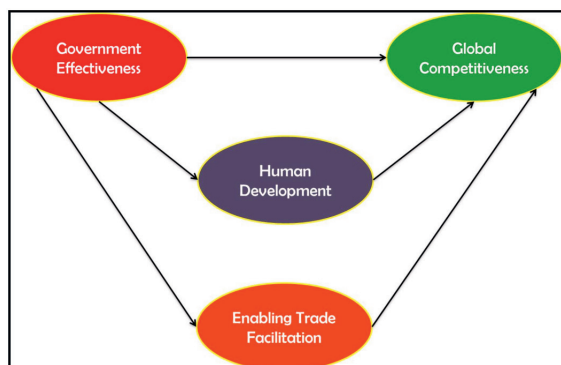 Government
Effectiveness
Global
Competitiveness
Human
Development
Enabling Trade
Facilitation